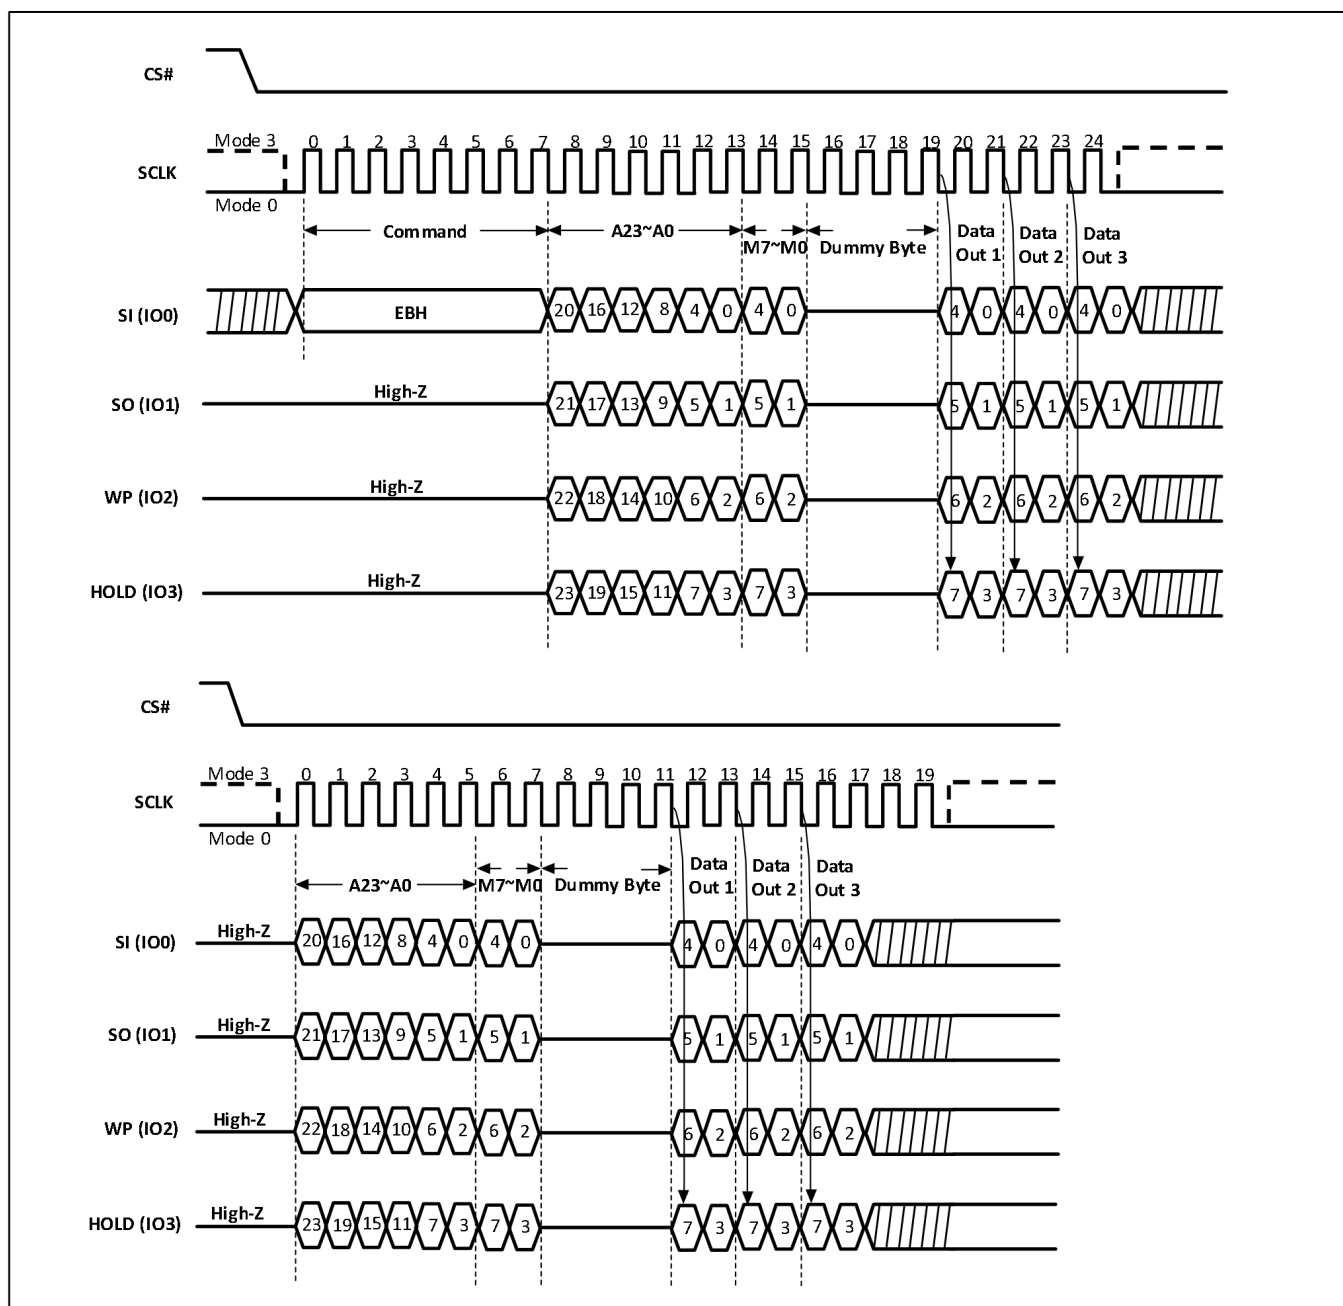 CS#
Mode 3 0 1 2 3 4 5 6 7 8 9 10 11 12 13 14 15 16 17 18 19 20 21 22 23 24
SCLK
Mode 0
Command A23~A0 M7~M0 Dummy Byte Data Out 1 Data Out 2 Data Out 3
SI (IO0) EBH 20 16 12 8 4 0 4 0 4 0 4 0 4 0
SO (IO1) High-Z 21 17 13 9 5 1 5 1 5 1 5 1 5 1
WP (IO2) High-Z 22 18 14 10 6 2 6 2 6 2 6 2 6 2
HOLD (IO3) High-Z 23 19 15 11 7 3 7 3 7 3 7 3 7 3
CS#
Mode 3 0 1 2 3 4 5 6 7 8 9 10 11 12 13 14 15 16 17 18 19
SCLK
Mode 0
A23~A0 M7~M0 Dummy Byte Data Out 1 Data Out 2 Data Out 3
SI (IO0) High-Z 20 16 12 8 4 0 4 0 4 0 4 0 4 0
SO (IO1) High-Z 21 17 13 9 5 1 5 1 5 1 5 1 5 1
WP (IO2) High-Z 22 18 14 10 6 2 6 2 6 2 6 2 6 2
HOLD (IO3) High-Z 23 19 15 11 7 3 7 3 7 3 7 3 7 3